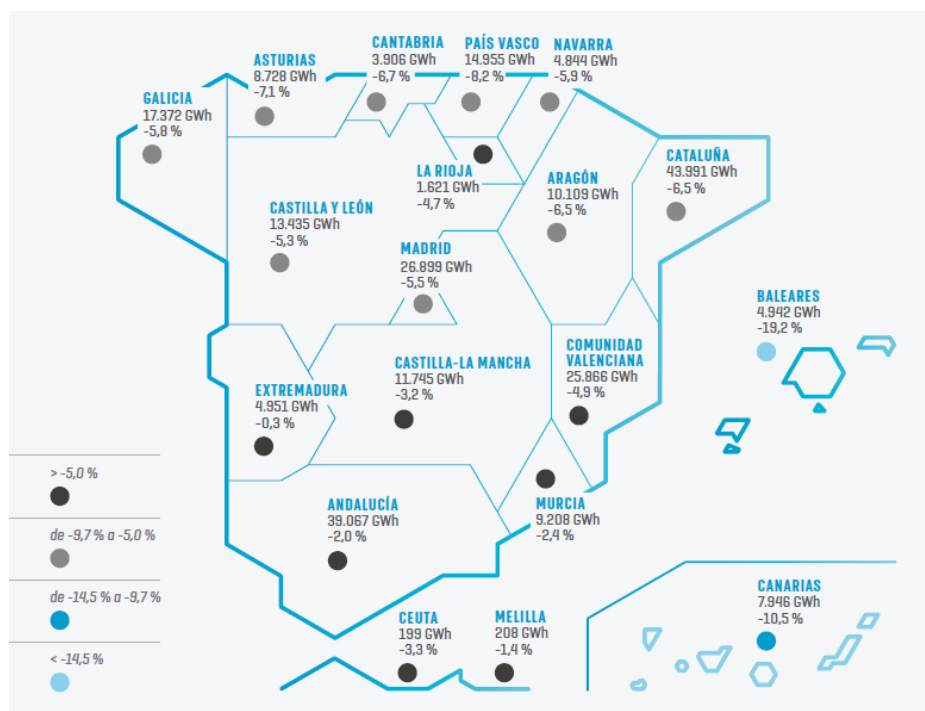 CANTABRIA
3.906 GWh
-6,7 %
PAÍS VASCO
14.955 GWh
-8,2 %
NAVARRA
4.844 GWh
-5,9 %
ASTURIAS
8.728 GWh
-7,1 %
GALICIA
17.372 GWh
-5,8 %
LA RIOJA
1.621 GWh
-4,7 %
ARAGÓN
10.109 GWh
-6,5 %
CATALUÑA
43.991 GWh
-6,5 %
CASTILLA Y LEÓN
13.435 GWh
-5,3 %
MADRID
26.899 GWh
-5,5 %
BALEARES
4.942 GWh
-19,2 %
COMUNIDAD
VALENCIANA
25.866 GWh
-4,9 %
CASTILLA-LA MANCHA
11.745 GWh
-3,2 %
EXTREMADURA
4.951 GWh
-0,3 %
ANDALUCÍA
39.067 GWh
-2,0 %
MURCIA
9.208 GWh
-2,4 %
CANARIAS
7.946 GWh
-10,5 %
CEUTA
199 GWh
-3,3 %
MELILLA
208 GWh
-1,4 %
> -5,0 %
de -9,7 % a -5,0 %
de -14,5 % a -9,7 %
< -14,5 %